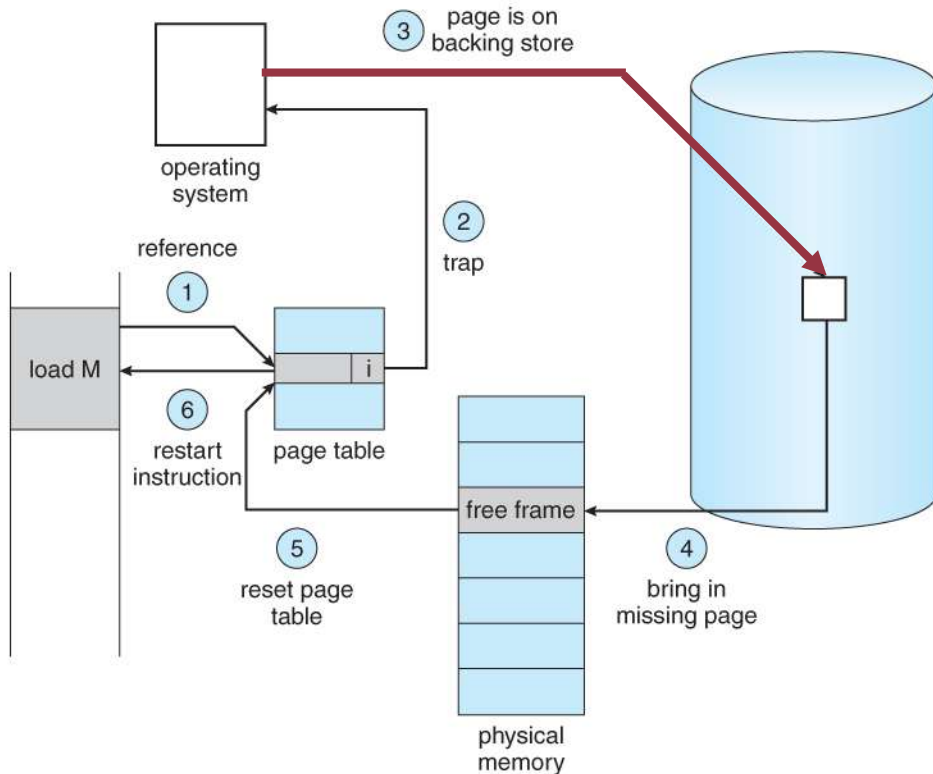 3
page is on
backing store
operating
system
2
trap
reference
1
load M
i
6
restart
instruction
page table
free frame
5
reset page
table
4
bring in
missing page
physical
memory